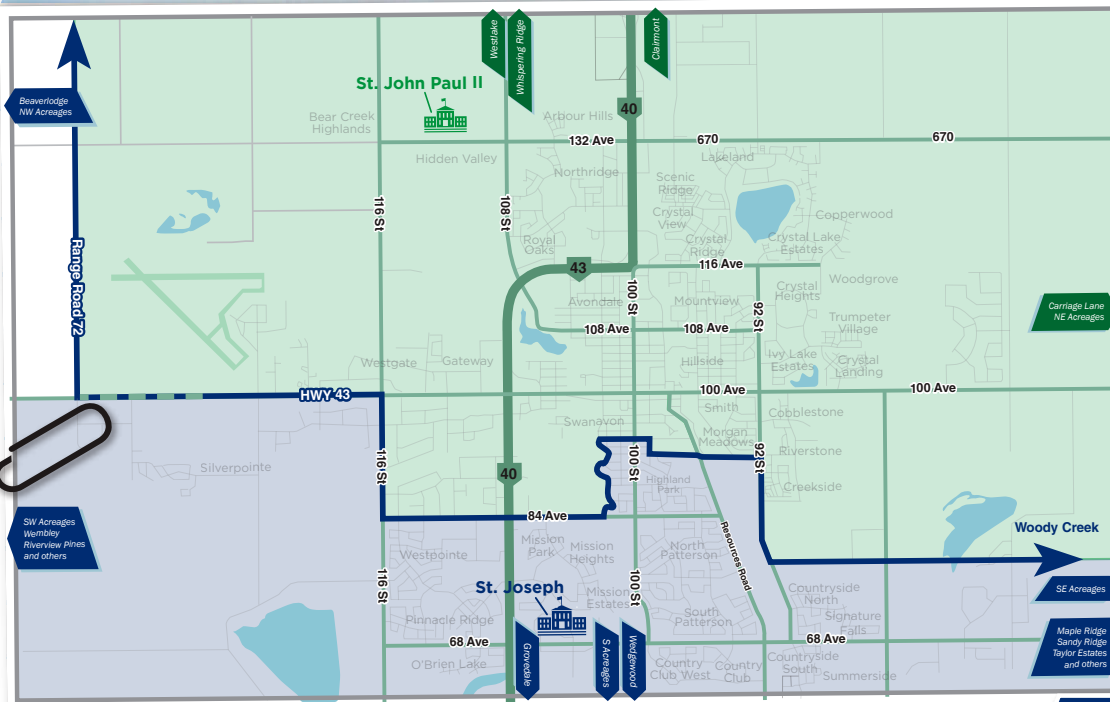 Westlake
Whispering Ridge
Clairmont
St. John Paul II
Beaverlodge
NW Acreages
40
Bear Creek
Highlands
Arbour Hills
132 Ave
670
670
Hidden Valley
Lakeland
Northridge
Scenic
Ridge
116 St
108 St
Crystal
View
Copperwood
Range Road 72
Royal
Oaks
Crystal
Ridge
Crystal Lake
Estates
43
116 Ave
Woodgrove
100 St
Avondale
Mountview
Crystal
Heights
Carriage Lane
NE Acreages
92 St
Trumpeter
Village
108 Ave
108 Ave
Westgate
Gateway
Hillside
Ivy Lake
Estates
Crystal
Landing
HWY 43
100 Ave
100 Ave
Smith
Cobblestone
Swanavon
Morgan
Meadows
Riverstone
116 St
100 St
92 St
Silverpointe
40
Highland
Park
Creekside
SW Acreages
Wembley
Riverview Pines
and others
84 Ave
Woody Creek
Resources Road
Westpointe
Mission
Park
Mission
Heights
North
Patterson
116 St
St. Joseph
100 St
Mission
Estates
Countryside
North
SE Acreages
Pinnacle Ridge
South
Patterson
Signature
Falls
68 Ave
68 Ave
Maple Ridge
Sandy Ridge
Taylor Estates
and others
O'Brien Lake
Grovedale
S Acreages
Wedgewood
Country
Club West
Country
Club
Countryside
South
Summerside